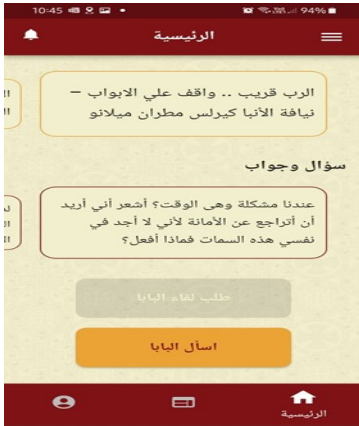 10:45
94%
الرئيسية
الرب قريب .. واقف علي الابواب –
نيافة الأنبا كيرلس مطران ميلانو
سؤال وجواب
عندنا مشكلة وهى الوقت؟ أشعر أني أريد
أن أتراجع عن الأمانة لأني لا أجد في
نفسي هذه السمات فماذا أفعل؟
طلب لقاء البابا
اسأل البابا
الرئيسية